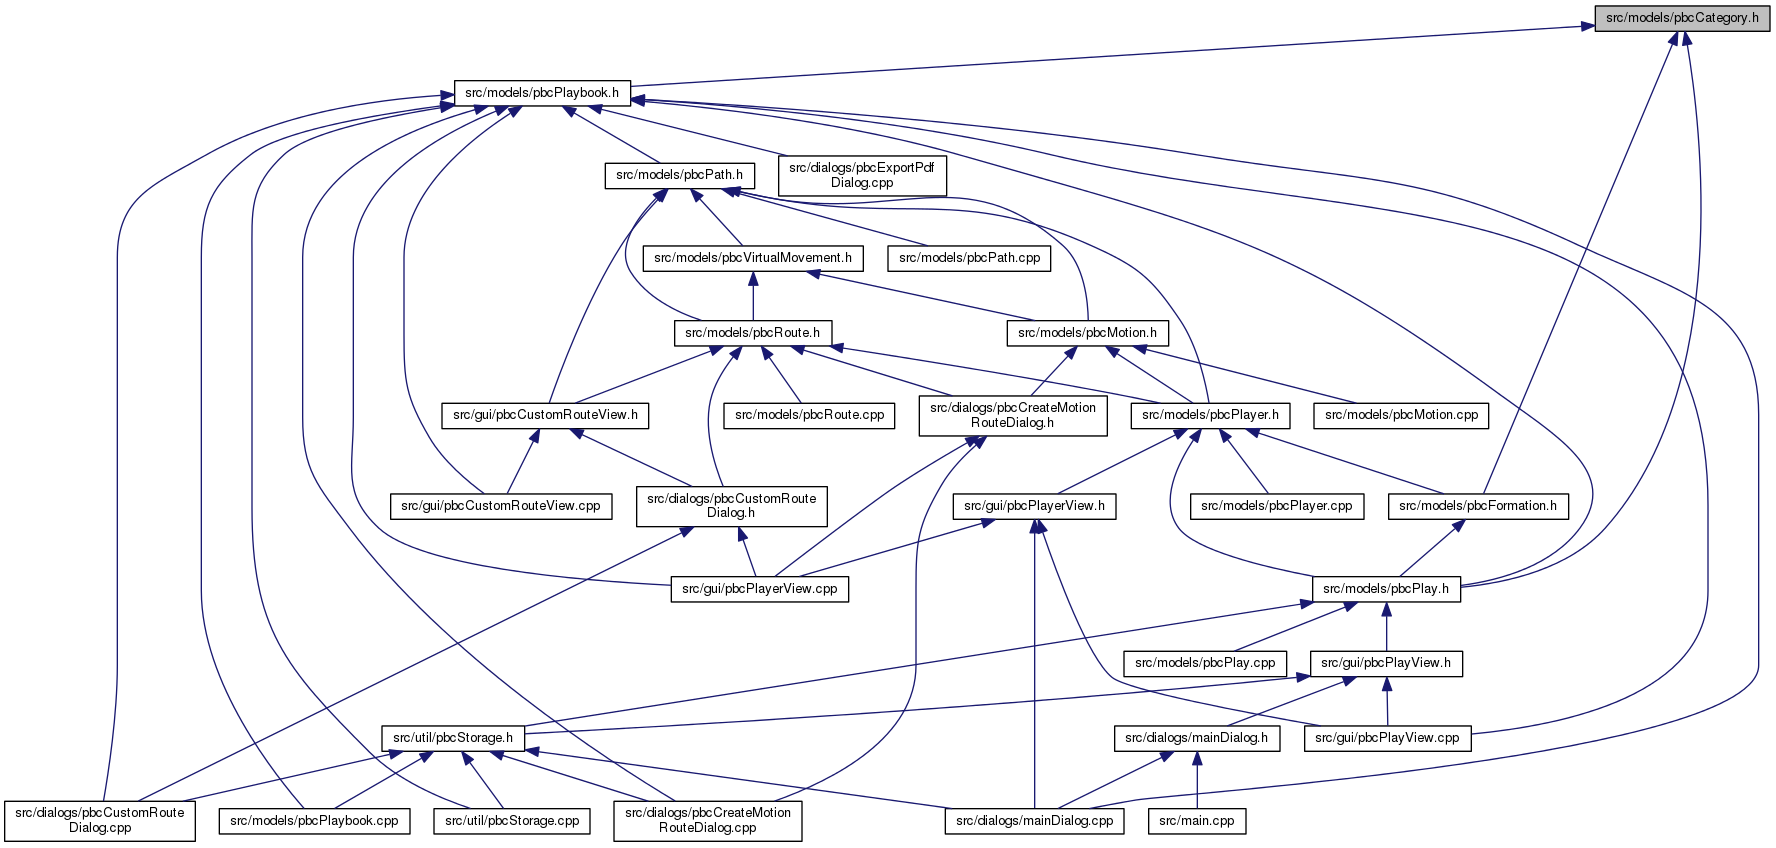 src/models/pbcCategory.h
src/models/pbcPlaybook.h
src/models/pbcPath.h
src/dialogs/pbcExportPdf
Dialog.cpp
src/models/pbcVirtualMovement.h
src/models/pbcPath.cpp
src/models/pbcRoute.h
src/models/pbcMotion.h
src/gui/pbcCustomRouteView.h
src/models/pbcRoute.cpp
src/dialogs/pbcCreateMotion
RouteDialog.h
src/models/pbcPlayer.h
src/models/pbcMotion.cpp
src/gui/pbcCustomRouteView.cpp
src/dialogs/pbcCustomRoute
Dialog.h
src/gui/pbcPlayerView.h
src/models/pbcPlayer.cpp
src/models/pbcFormation.h
src/gui/pbcPlayerView.cpp
src/models/pbcPlay.h
src/models/pbcPlay.cpp
src/gui/pbcPlayView.h
src/util/pbcStorage.h
src/dialogs/mainDialog.h
src/gui/pbcPlayView.cpp
src/dialogs/pbcCustomRoute
Dialog.cpp
src/models/pbcPlaybook.cpp
src/util/pbcStorage.cpp
src/dialogs/pbcCreateMotion
RouteDialog.cpp
src/dialogs/mainDialog.cpp
src/main.cpp